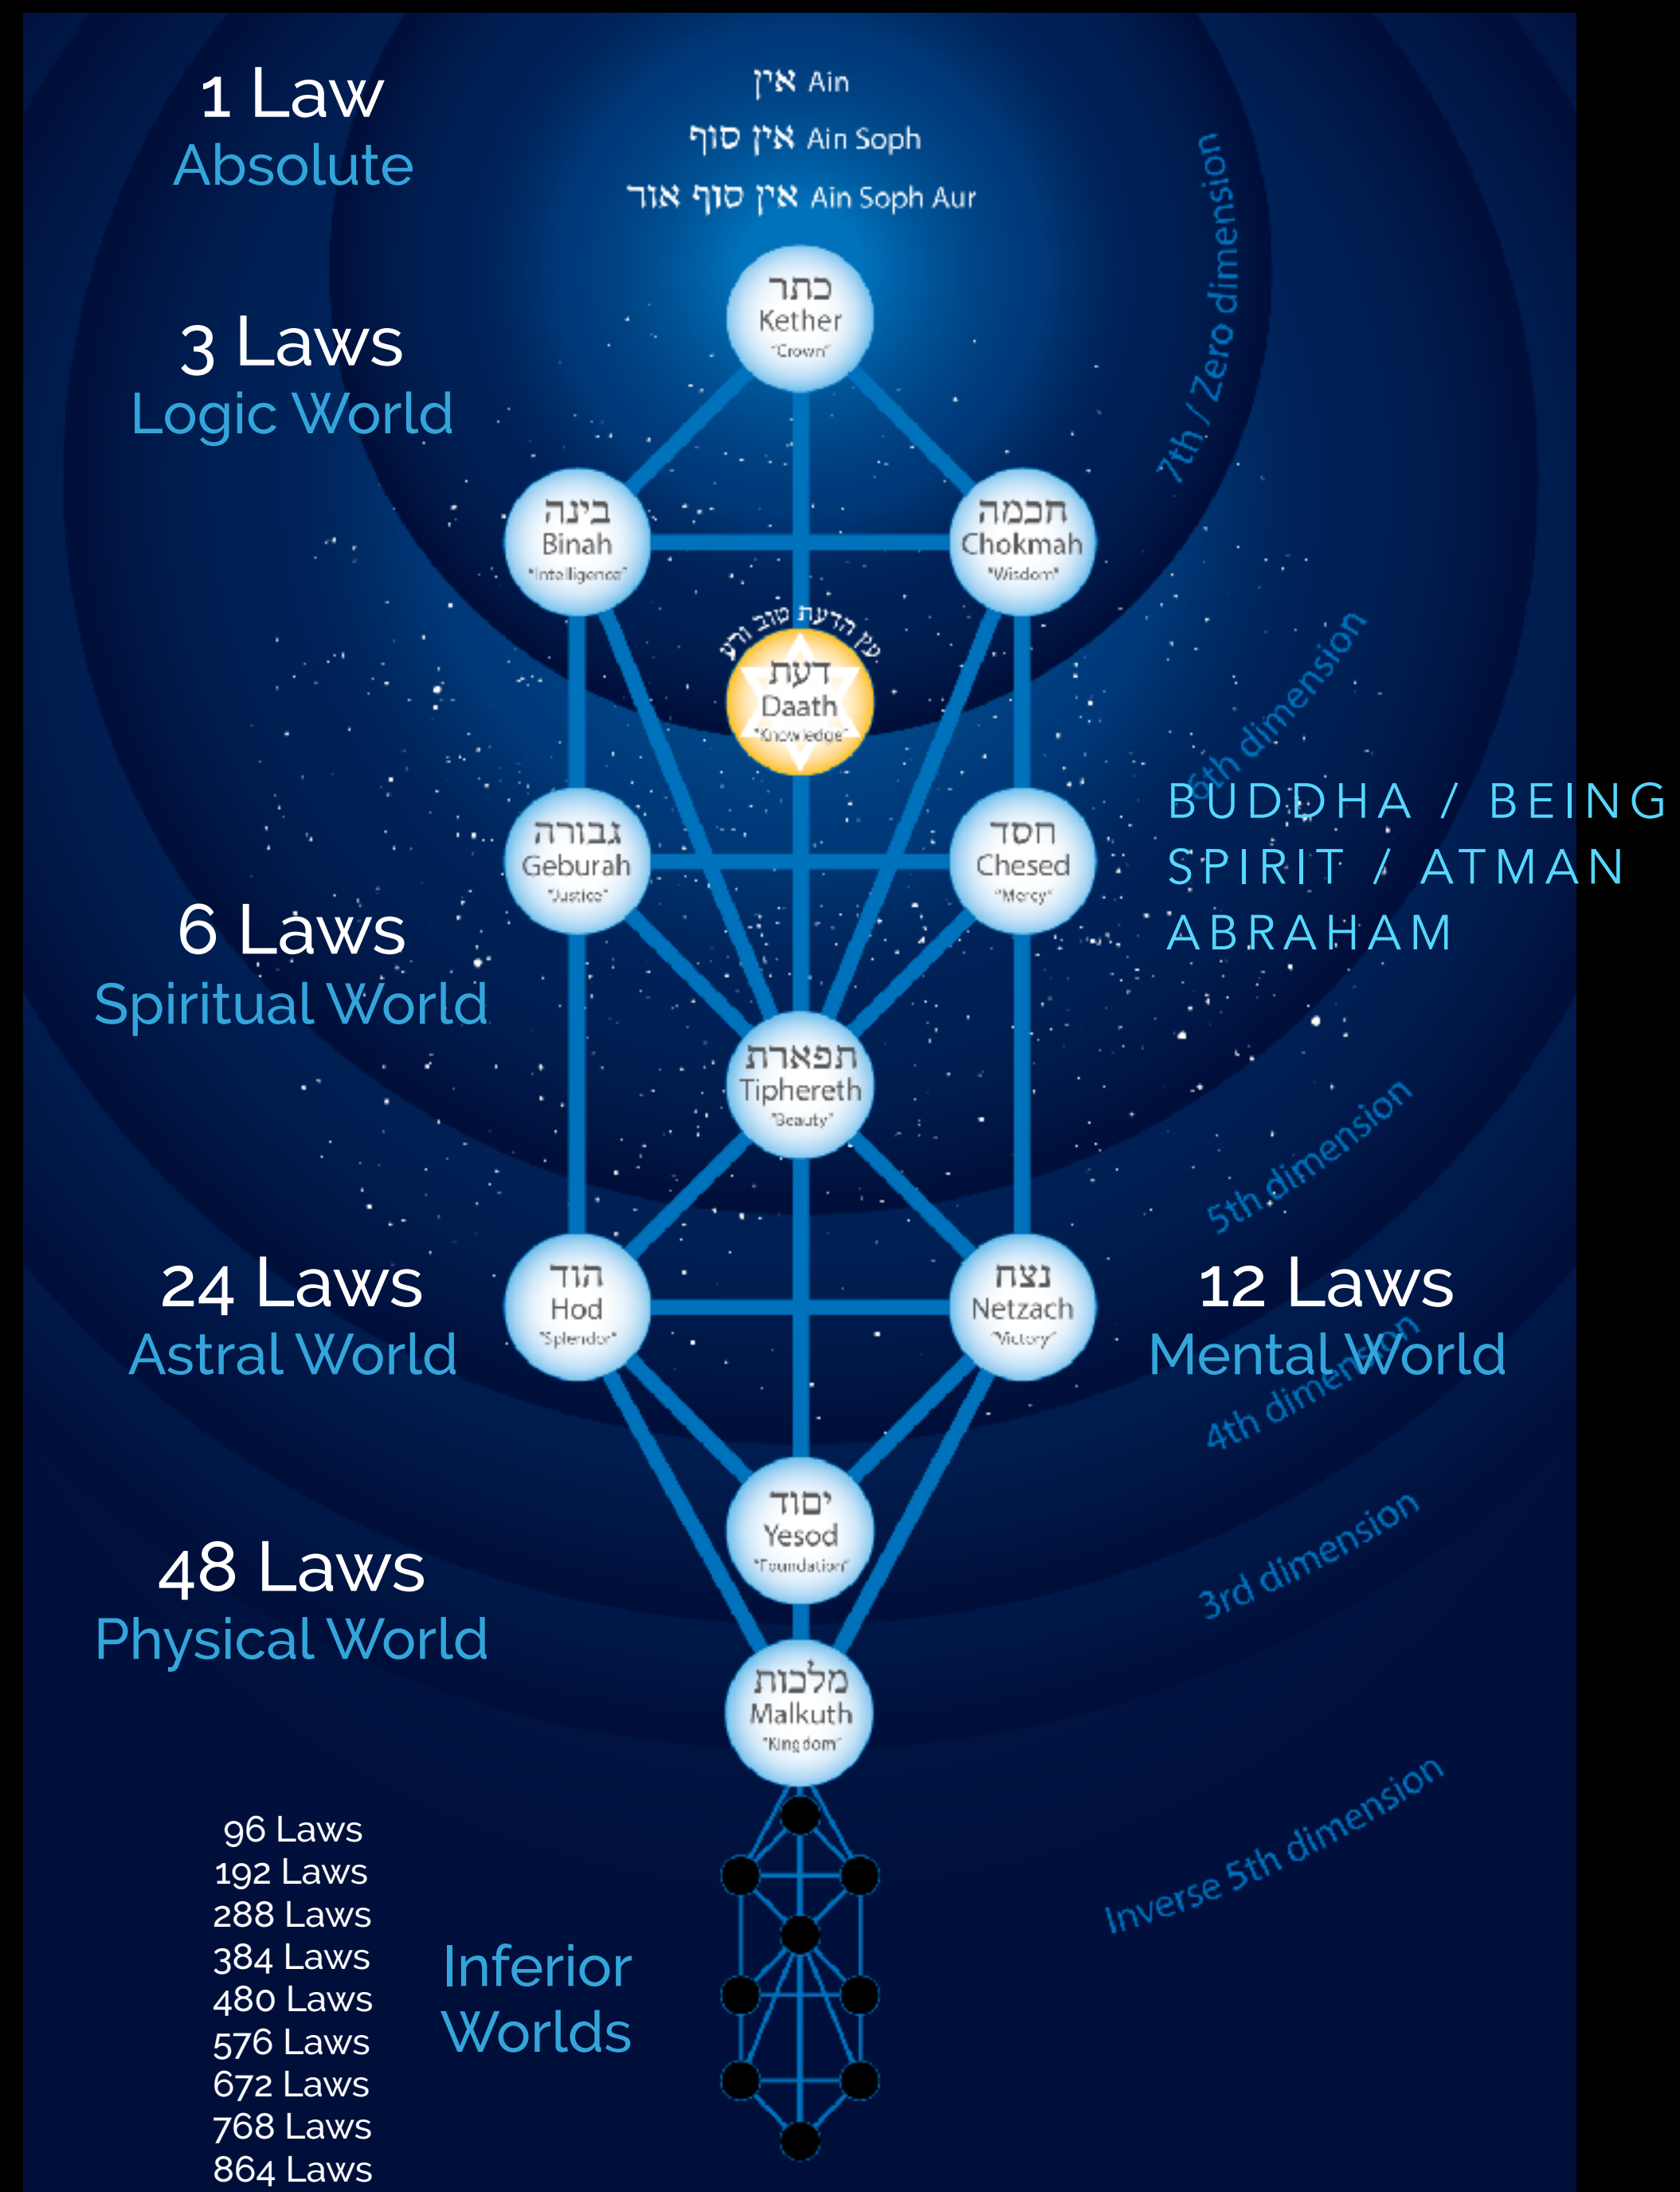 1 Law
Absolute
אין Ain
אין סוף Ain Soph
אין סוף אור Ain Soph Aur
7th / Zero dimension
כתר
Kether
"Crown"
3 Laws
Logic World
בינה
Binah
"Intelligence"
חכמה
Chokmah
"Wisdom"
עץ הדעת טוב ורע
דעת
Daath
"Knowledge"
6th dimension
BUDDHA / BEING
SPIRIT / ATMAN
ABRAHAM
גבורה
Geburah
"Justice"
חסד
Chesed
"Mercy"
6 Laws
Spiritual World
תפארת
Tiphereth
"Beauty"
5th dimension
24 Laws
Astral World
הוד
Hod
"Splendor"
נצח
Netzach
"Victory"
12 Laws
Mental World
4th dimension
48 Laws
Physical World
יסוד
Yesod
"Foundation"
3rd dimension
מלכות
Malkuth
"Kingdom"
Inverse 5th dimension
96 Laws
192 Laws
288 Laws
384 Laws
480 Laws
576 Laws
672 Laws
768 Laws
864 Laws
Inferior
Worlds